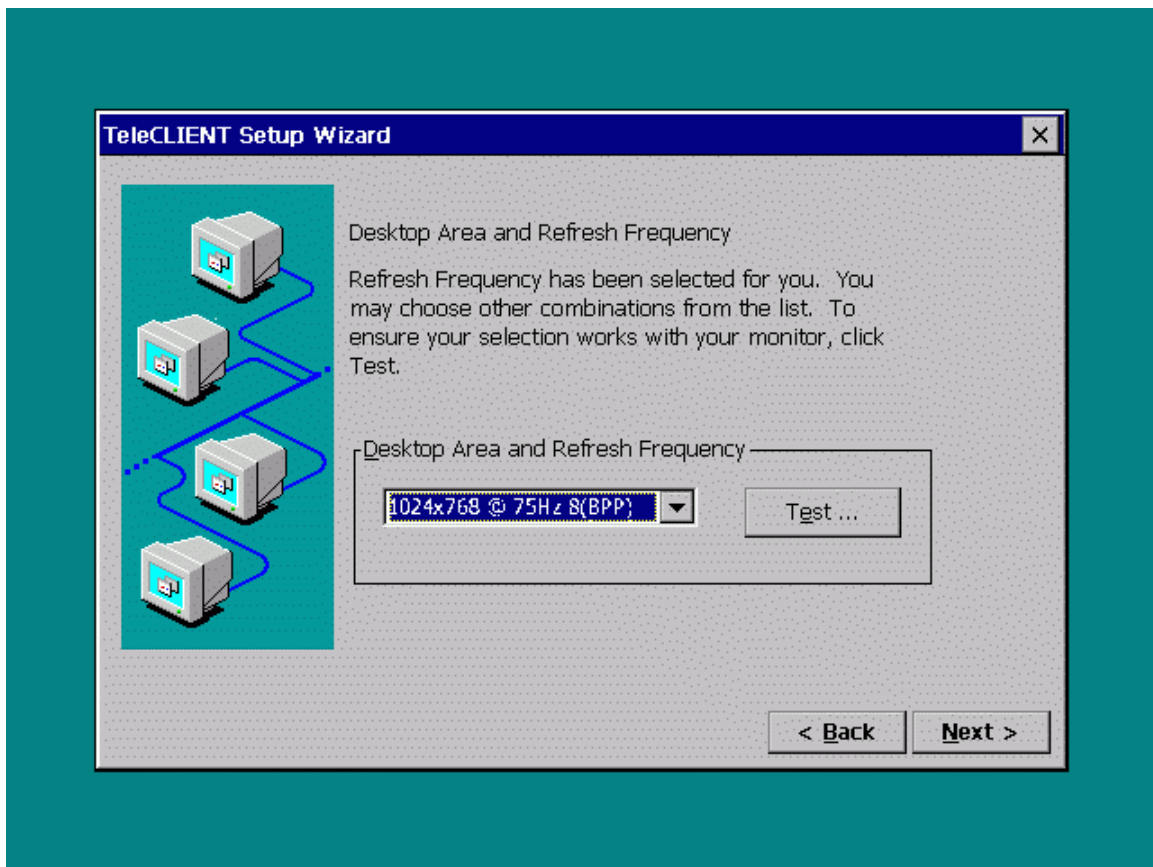 TeleCLIENT Setup Wizard
Desktop Area and Refresh Frequency
Refresh Frequency has been selected for you.  You
may choose other combinations from the list.  To
ensure your selection works with your monitor, click
Test.
Desktop Area and Refresh Frequency
1024x768 @ 75Hz 8(BPP)
Test ...
< Back
Next >